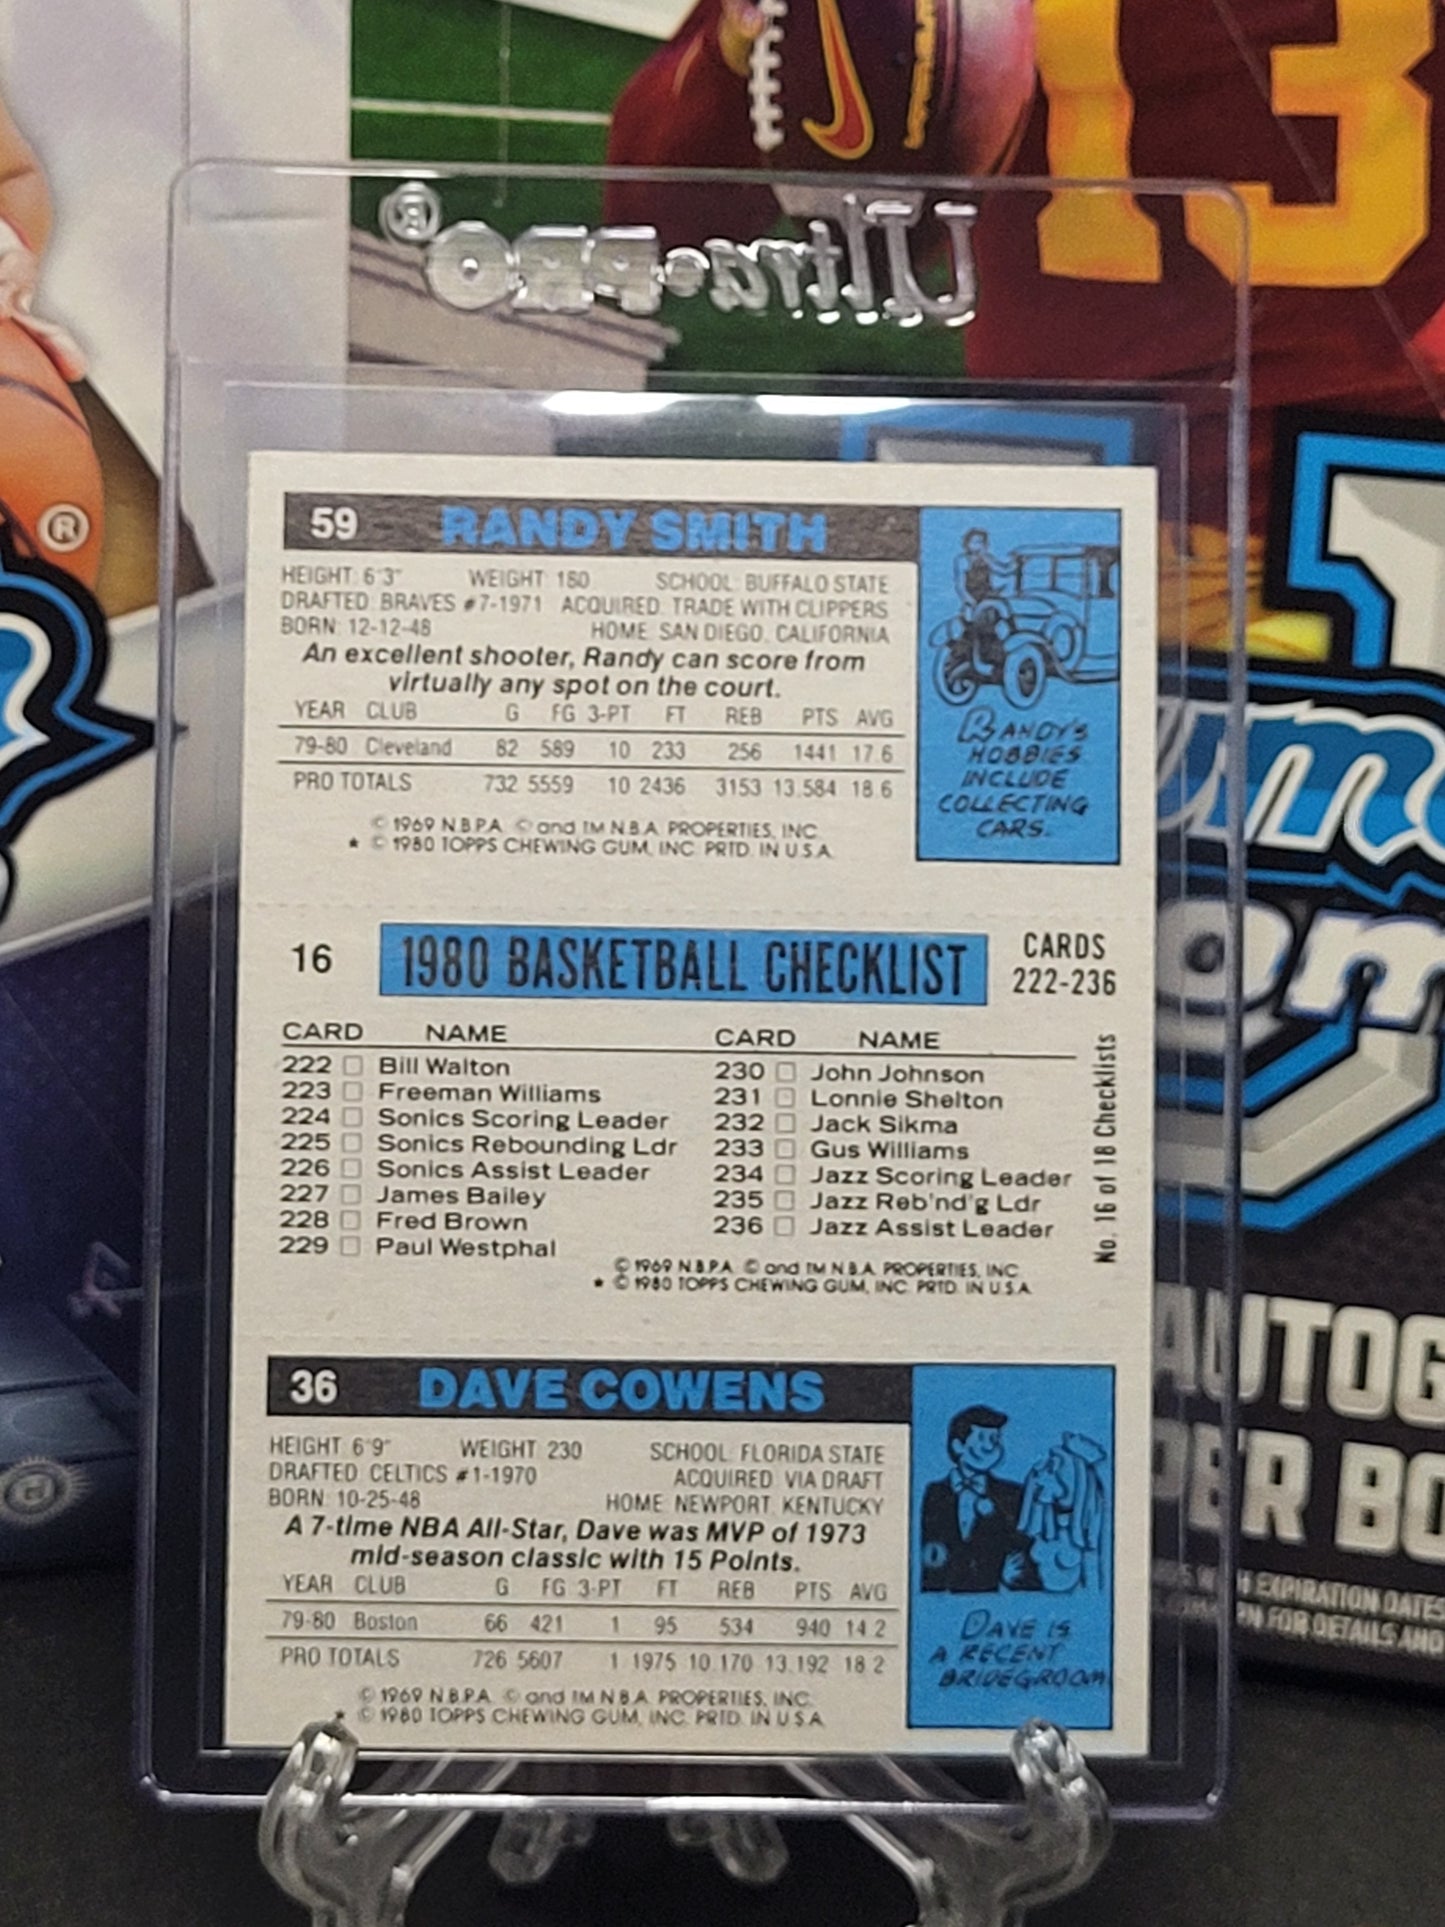 Ultra•PRO®
13
®
59 RANDY SMITH
HEIGHT: 6'3" WEIGHT: 180 SCHOOL: BUFFALO STATE
DRAFTED: BRAVES #7-1971 ACQUIRED: TRADE WITH CLIPPERS
BORN: 12-12-48 HOME: SAN DIEGO, CALIFORNIA
An excellent shooter, Randy can score from
virtually any spot on the court.
YEAR CLUB G FG 3-PT FT REB PTS AVG
79-80 Cleveland 82 589 10 233 256 1441 17.6
PRO TOTALS 732 5559 10 2436 3153 13,584 18.6
© 1969 N.B.P.A. © and TM N.B.A. PROPERTIES, INC.
* © 1980 TOPPS CHEWING GUM, INC. PRTD. IN U.S.A.
RANDY'S
HOBBIES
INCLUDE
COLLECTING
CARS.
16 1980 BASKETBALL CHECKLIST CARDS
222-236
CARD NAME
222 □ Bill Walton
223 □ Freeman Williams
224 □ Sonics Scoring Leader
225 □ Sonics Rebounding Ldr
226 □ Sonics Assist Leader
227 □ James Bailey
228 □ Fred Brown
229 □ Paul Westphal
CARD NAME
230 □ John Johnson
231 □ Lonnie Shelton
232 □ Jack Sikma
233 □ Gus Williams
234 □ Jazz Scoring Leader
235 □ Jazz Reb'nd'g Ldr
236 □ Jazz Assist Leader
No. 16 of 18 Checklists
© 1969 N.B.P.A. © and TM N.B.A. PROPERTIES, INC.
* © 1980 TOPPS CHEWING GUM, INC. PRTD. IN U.S.A.
36 DAVE COWENS
HEIGHT: 6'9" WEIGHT: 230 SCHOOL: FLORIDA STATE
DRAFTED: CELTICS #1-1970 ACQUIRED: VIA DRAFT
BORN: 10-25-48 HOME: NEWPORT, KENTUCKY
A 7-time NBA All-Star, Dave was MVP of 1973
mid-season classic with 15 Points.
YEAR CLUB G FG 3-PT FT REB PTS AVG
79-80 Boston 66 421 1 95 534 940 14.2
PRO TOTALS 726 5607 1 1975 10,170 13,192 18.2
© 1969 N.B.P.A. © and TM N.B.A. PROPERTIES, INC.
* © 1980 TOPPS CHEWING GUM, INC. PRTD. IN U.S.A.
DAVE IS
A RECENT
BRIDEGROOM
AUTOG
PER BO
EXPIRATION DATES
FOR DETAILS AND